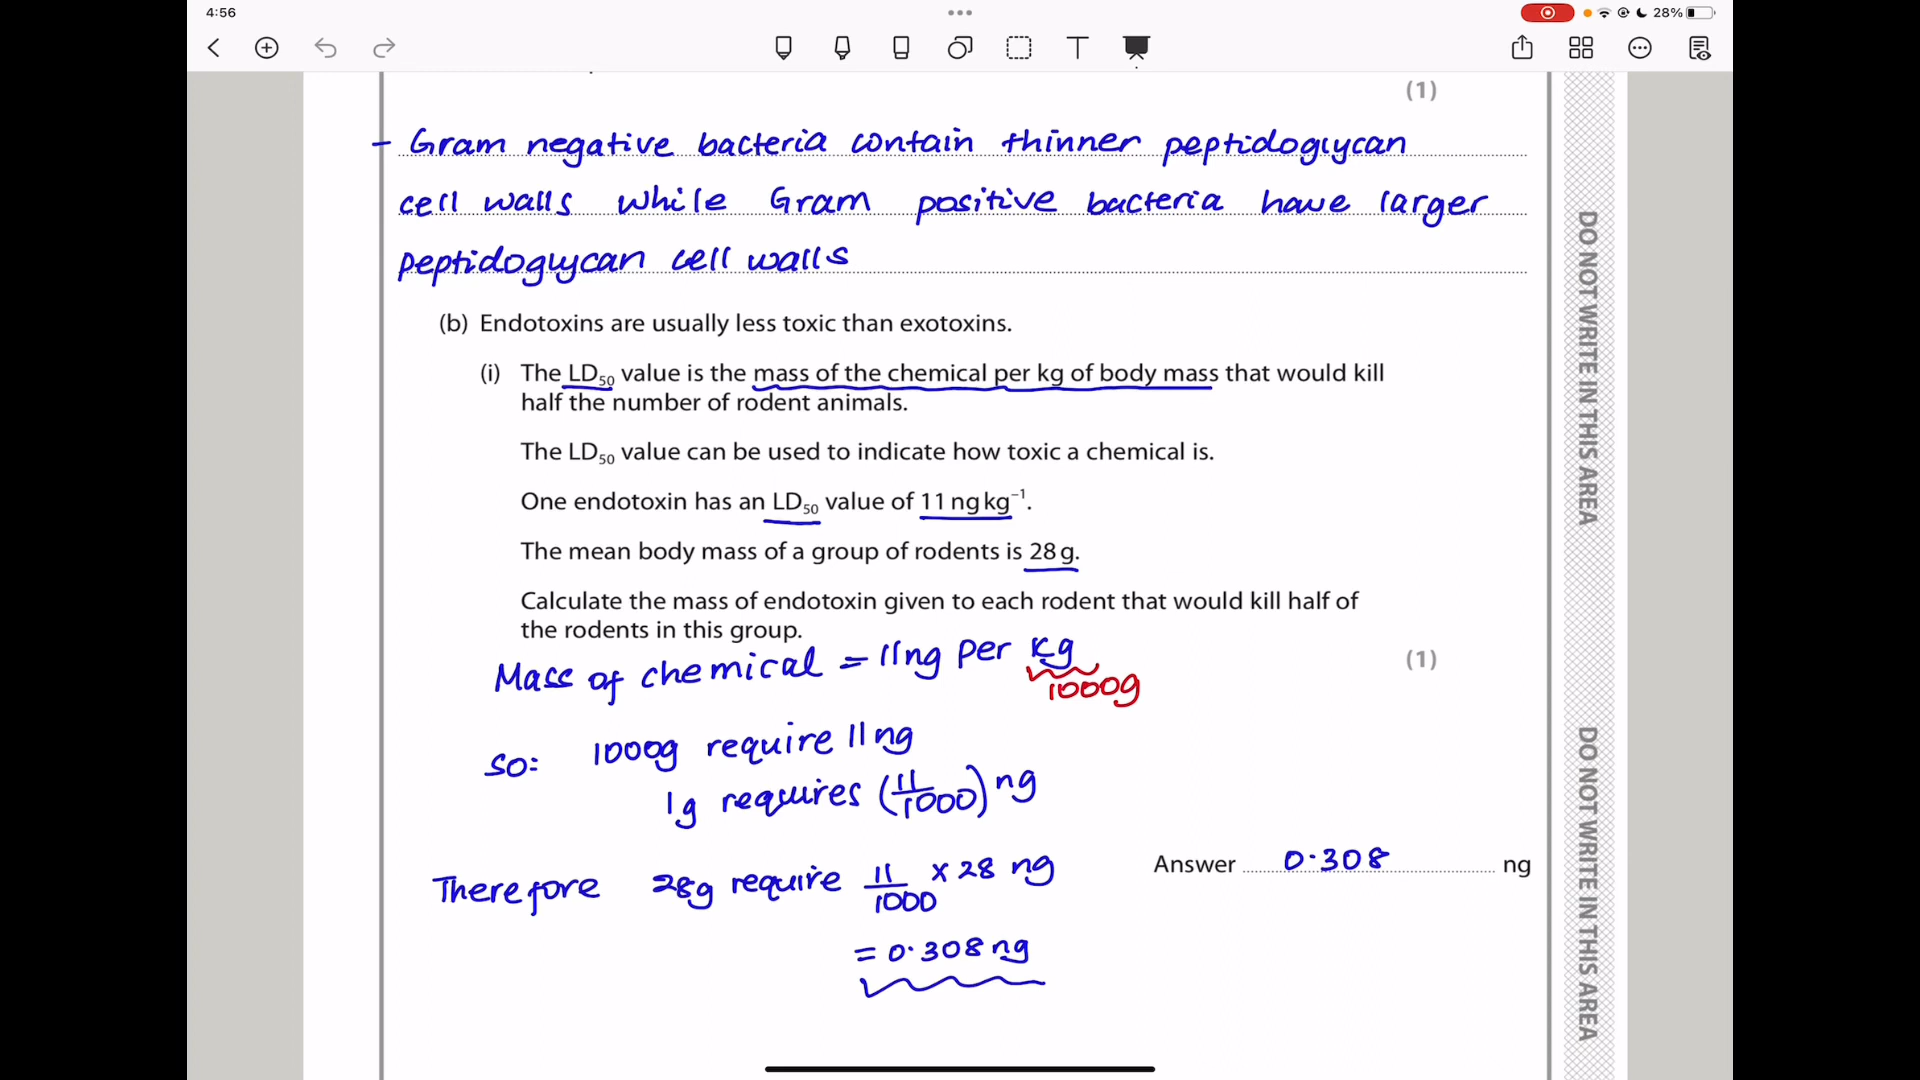 4:56
28%
(1)
- Gram negative bacteria contain thinner peptidoglycan
cell walls while Gram positive bacteria have larger
peptidoglycan cell walls
(b) Endotoxins are usually less toxic than exotoxins.
(i) The LD50 value is the mass of the chemical per kg of body mass that would kill
half the number of rodent animals.
The LD50 value can be used to indicate how toxic a chemical is.
One endotoxin has an LD50 value of 11 ng kg⁻¹.
The mean body mass of a group of rodents is 28 g.
Calculate the mass of endotoxin given to each rodent that would kill half of
the rodents in this group.
(1)
Mass of chemical = 11ng per kg
1000g
so: 1000g require 11ng
1g requires (11/1000) ng
Therefore 28g require 11/1000 × 28 ng
= 0.308 ng
Answer 0.308 ng
DO NOT WRITE IN THIS AREA
DO NOT WRITE IN THIS AREA